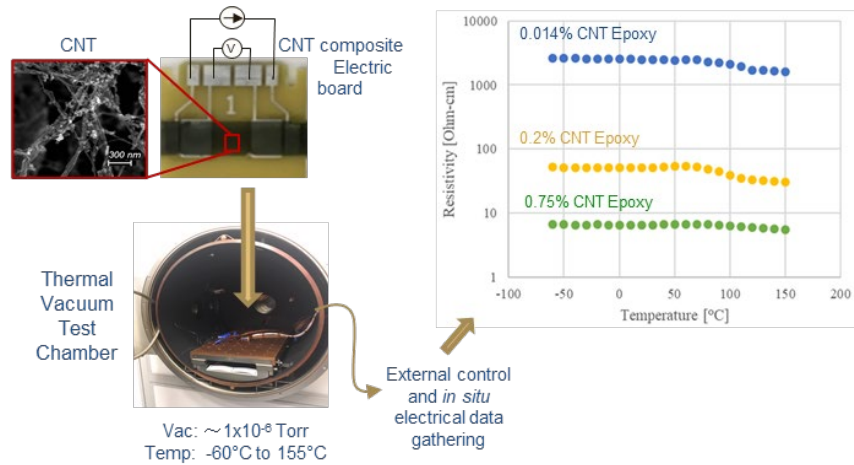 CNT
300 nm
V
CNT composite
Electric
board
1
Thermal
Vacuum
Test
Chamber
Vac: ～1x10⁻⁶ Torr
Temp: -60°C to 155°C
External control
and in situ
electrical data
gathering
Resistivity [Ohm-cm]
10000
1000
100
10
1
0.014% CNT Epoxy
0.2% CNT Epoxy
0.75% CNT Epoxy
-100 -50 0 50 100 150 200
Temperature [°C]